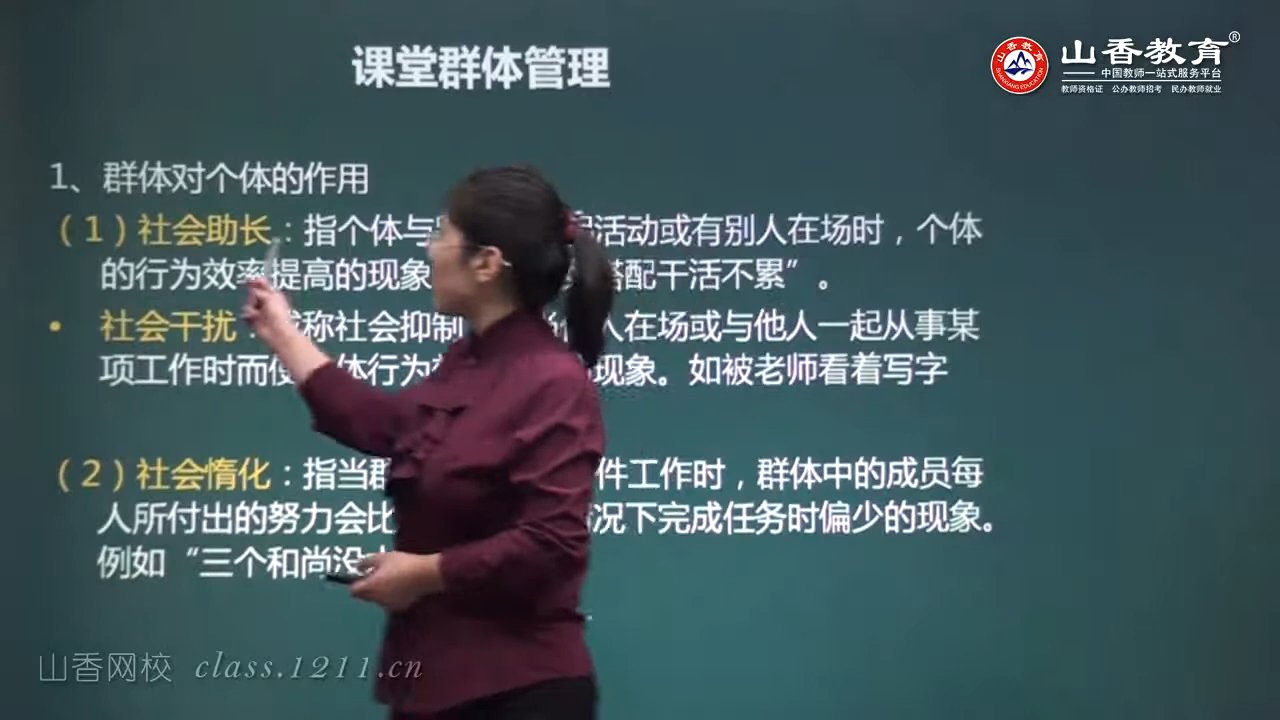 课堂群体管理
山香教育®
中国教师一站式服务平台
教师资格证 公办教师招考 民办教师就业
山香教育
SHANXIANG EDUCATION
1、群体对个体的作用
（1）社会助长：指个体与 活动或有别人在场时，个体
的行为效率提高的现象 搭配干活不累”。
• 社会干扰： 称社会抑制 人在场或与他人一起从事某
项工作时而使 体行为 现象。如被老师看着写字
（2）社会惰化：指当群 件工作时，群体中的成员每
人所付出的努力会比 况下完成任务时偏少的现象。
例如“三个和尚没
山香网校 class.1211.cn